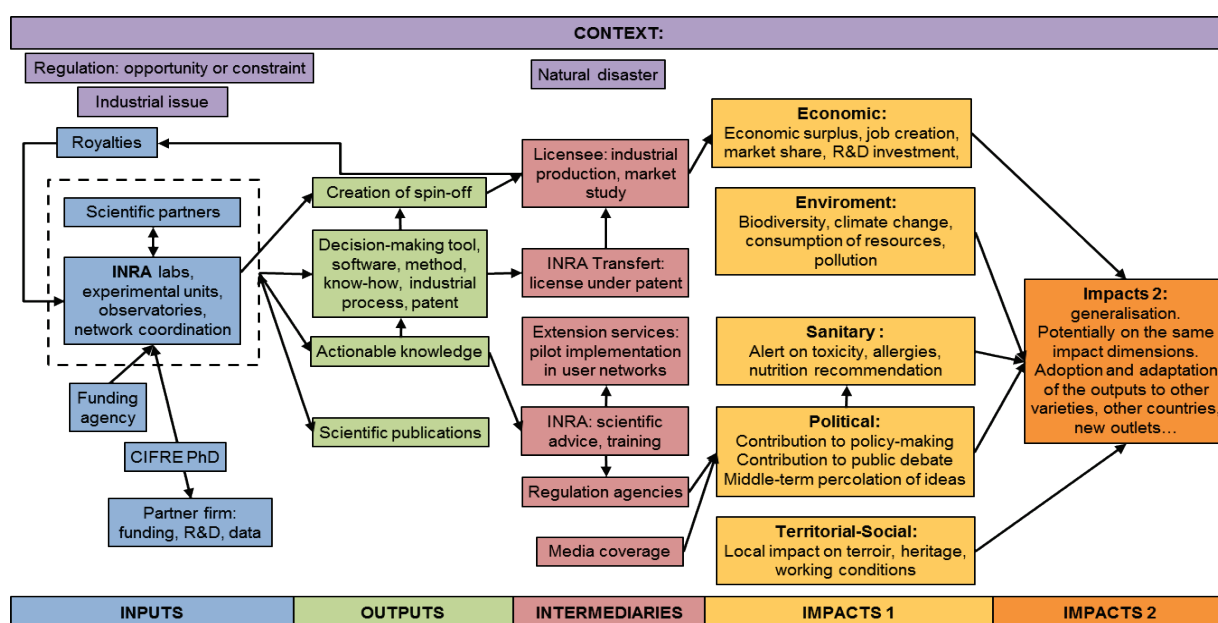 CONTEXT:
Regulation: opportunity or constraint
Natural disaster
Industrial issue
Royalties
Scientific partners
INRA labs,
experimental units,
observatories,
network coordination
Funding
agency
CIFRE PhD
Partner firm:
funding, R&D, data
Creation of spin-off
Decision-making tool,
software, method,
know-how, industrial
process, patent
Actionable knowledge
Scientific publications
Licensee: industrial
production, market
study
INRA Transfert:
license under patent
Extension services:
pilot implementation
in user networks
INRA: scientific
advice, training
Regulation agencies
Media coverage
Economic:
Economic surplus, job creation,
market share, R&D investment,
Enviroment:
Biodiversity, climate change,
consumption of resources,
pollution
Sanitary :
Alert on toxicity, allergies,
nutrition recommendation
Political:
Contribution to policy-making
Contribution to public debate
Middle-term percolation of ideas
Territorial-Social:
Local impact on terroir, heritage,
working conditions
Impacts 2:
generalisation.
Potentially on the same
impact dimensions.
Adoption and adaptation
of the outputs to other
varieties, other countries,
new outlets…
INPUTS
OUTPUTS
INTERMEDIARIES
IMPACTS 1
IMPACTS 2